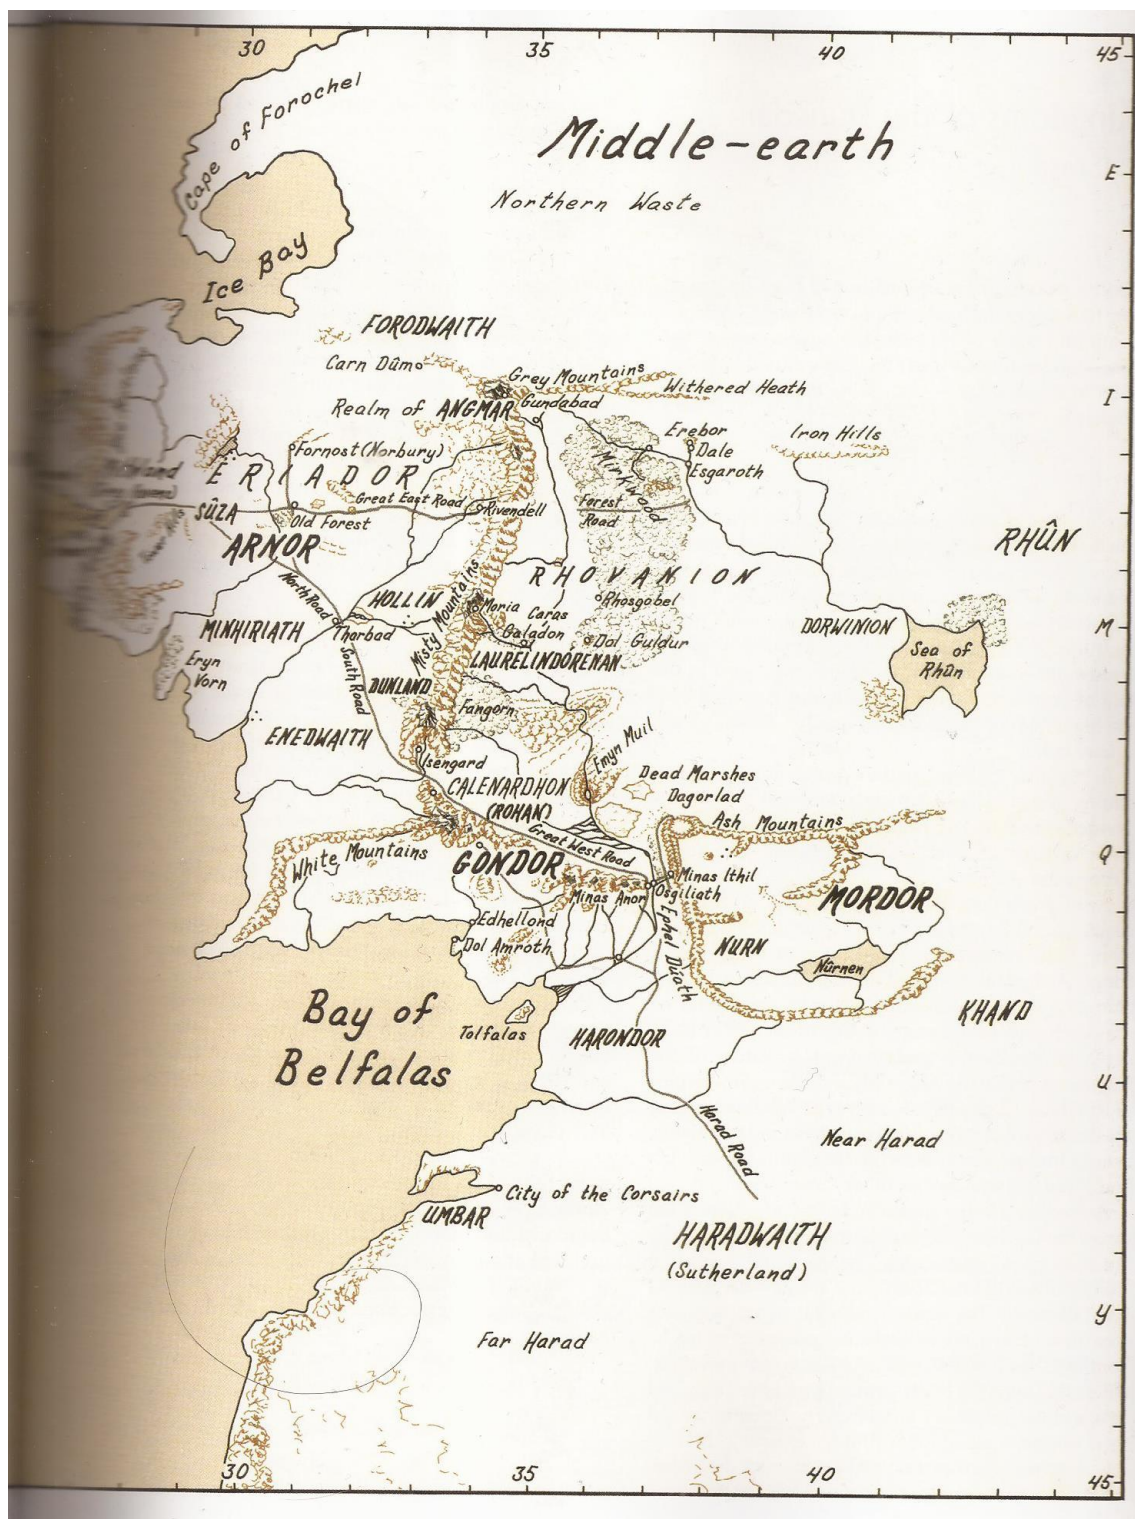 30
35
40
45
Cape of Forochel
Middle-earth
E
Northern Waste
Ice Bay
FORODWAITH
Carn Dûm
Grey Mountains
Withered Heath
I
Realm of ANGMAR
Gundabad
Erebor
Iron Hills
Fornost (Norbury)
Dale
Mirkwood
Esgaroth
ERIADOR
Great East Road
Rivendell
Forest
Road
SÛZA
Old Forest
RHÛN
ARNOR
Misty Mountains
RHOVANION
North Road
HOLLIN
Moria
Caras
Galadon
Rhosgobel
MINHIRIATH
Tharbad
Dol Guldur
DORWINION
M
Eryn
Vorn
South Road
LAURELINDORENAN
Sea of
Rhûn
DUNLAND
Fangorn
ENEDWAITH
Emyn Muil
Isengard
Dead Marshes
CALENARDHON
(ROHAN)
Dagorlad
Ash Mountains
Great West Road
White Mountains
GONDOR
Q
Minas Ithil
Minas Anor
Osgiliath
MORDOR
Edhellond
Dol Amroth
Ephel Dúath
NURN
Nûrnen
Bay of
Belfalas
Tolfalas
HARONDOR
KHAND
U
Harad Road
Near Harad
City of the Corsairs
UMBAR
HARADWAITH
(Sutherland)
Y
Far Harad
30
35
40
45